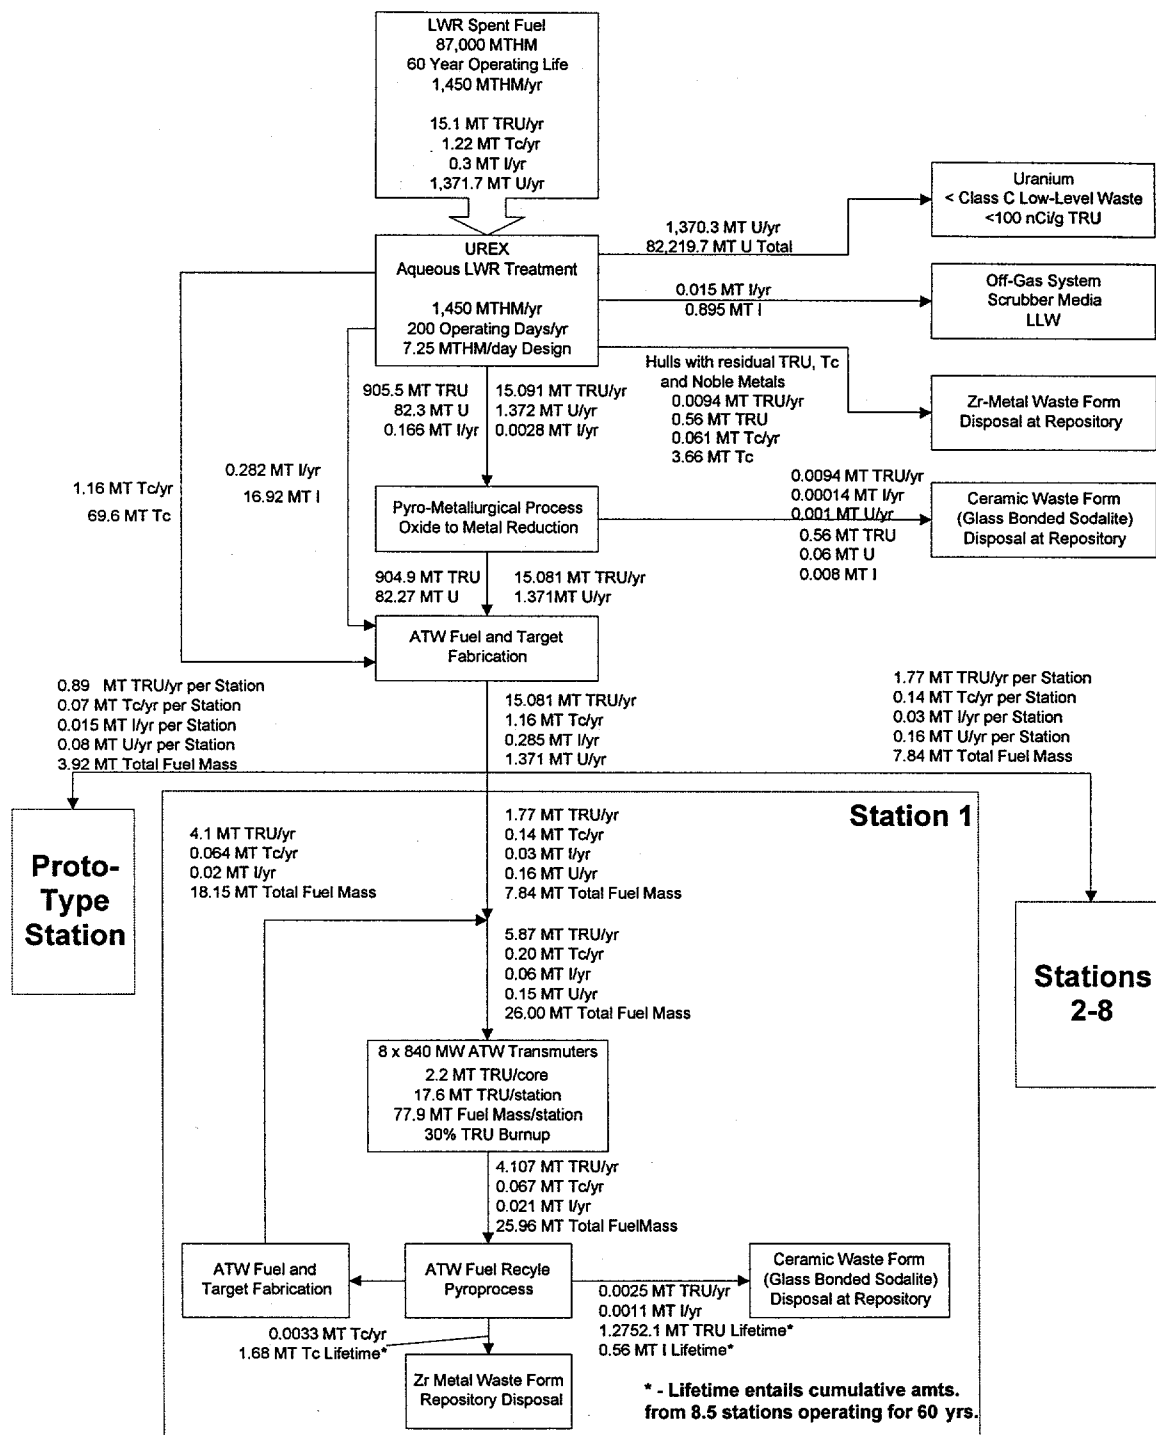 LWR Spent Fuel
87,000 MTHM
60 Year Operating Life
1,450 MTHM/yr
15.1 MT TRU/yr
1.22 MT Tc/yr
0.3 MT I/yr
1,371.7 MT U/yr
UREX
Aqueous LWR Treatment
1,450 MTHM/yr
200 Operating Days/yr
7.25 MTHM/day Design
1,370.3 MT U/yr
82,219.7 MT U Total
Uranium
< Class C Low-Level Waste
<100 nCi/g TRU
0.015 MT I/yr
0.895 MT I
Off-Gas System
Scrubber Media
LLW
Hulls with residual TRU, Tc
and Noble Metals
0.0094 MT TRU/yr
0.56 MT TRU
0.061 MT Tc/yr
3.66 MT Tc
Zr-Metal Waste Form
Disposal at Repository
905.5 MT TRU
82.3 MT U
0.166 MT I/yr
15.091 MT TRU/yr
1.372 MT U/yr
0.0028 MT I/yr
1.16 MT Tc/yr
69.6 MT Tc
0.282 MT I/yr
16.92 MT I
Pyro-Metallurgical Process
Oxide to Metal Reduction
0.0094 MT TRU/yr
0.00014 MT I/yr
0.001 MT U/yr
0.56 MT TRU
0.06 MT U
0.008 MT I
Ceramic Waste Form
(Glass Bonded Sodalite)
Disposal at Repository
904.9 MT TRU
82.27 MT U
15.081 MT TRU/yr
1.371MT U/yr
ATW Fuel and Target
Fabrication
0.89 MT TRU/yr per Station
0.07 MT Tc/yr per Station
0.015 MT I/yr per Station
0.08 MT U/yr per Station
3.92 MT Total Fuel Mass
15.081 MT TRU/yr
1.16 MT Tc/yr
0.285 MT I/yr
1.371 MT U/yr
1.77 MT TRU/yr per Station
0.14 MT Tc/yr per Station
0.03 MT I/yr per Station
0.16 MT U/yr per Station
7.84 MT Total Fuel Mass
Proto-
Type
Station
Station 1
4.1 MT TRU/yr
0.064 MT Tc/yr
0.02 MT I/yr
18.15 MT Total Fuel Mass
1.77 MT TRU/yr
0.14 MT Tc/yr
0.03 MT I/yr
0.16 MT U/yr
7.84 MT Total Fuel Mass
Stations
2-8
5.87 MT TRU/yr
0.20 MT Tc/yr
0.06 MT I/yr
0.15 MT U/yr
26.00 MT Total Fuel Mass
8 x 840 MW ATW Transmuters
2.2 MT TRU/core
17.6 MT TRU/station
77.9 MT Fuel Mass/station
30% TRU Burnup
4.107 MT TRU/yr
0.067 MT Tc/yr
0.021 MT I/yr
25.96 MT Total FuelMass
ATW Fuel and
Target Fabrication
ATW Fuel Recyle
Pyroprocess
Ceramic Waste Form
(Glass Bonded Sodalite)
Disposal at Repository
0.0025 MT TRU/yr
0.0011 MT I/yr
1.2752.1 MT TRU Lifetime*
0.56 MT I Lifetime*
0.0033 MT Tc/yr
1.68 MT Tc Lifetime*
Zr Metal Waste Form
Repository Disposal
* - Lifetime entails cumulative amts.
from 8.5 stations operating for 60 yrs.